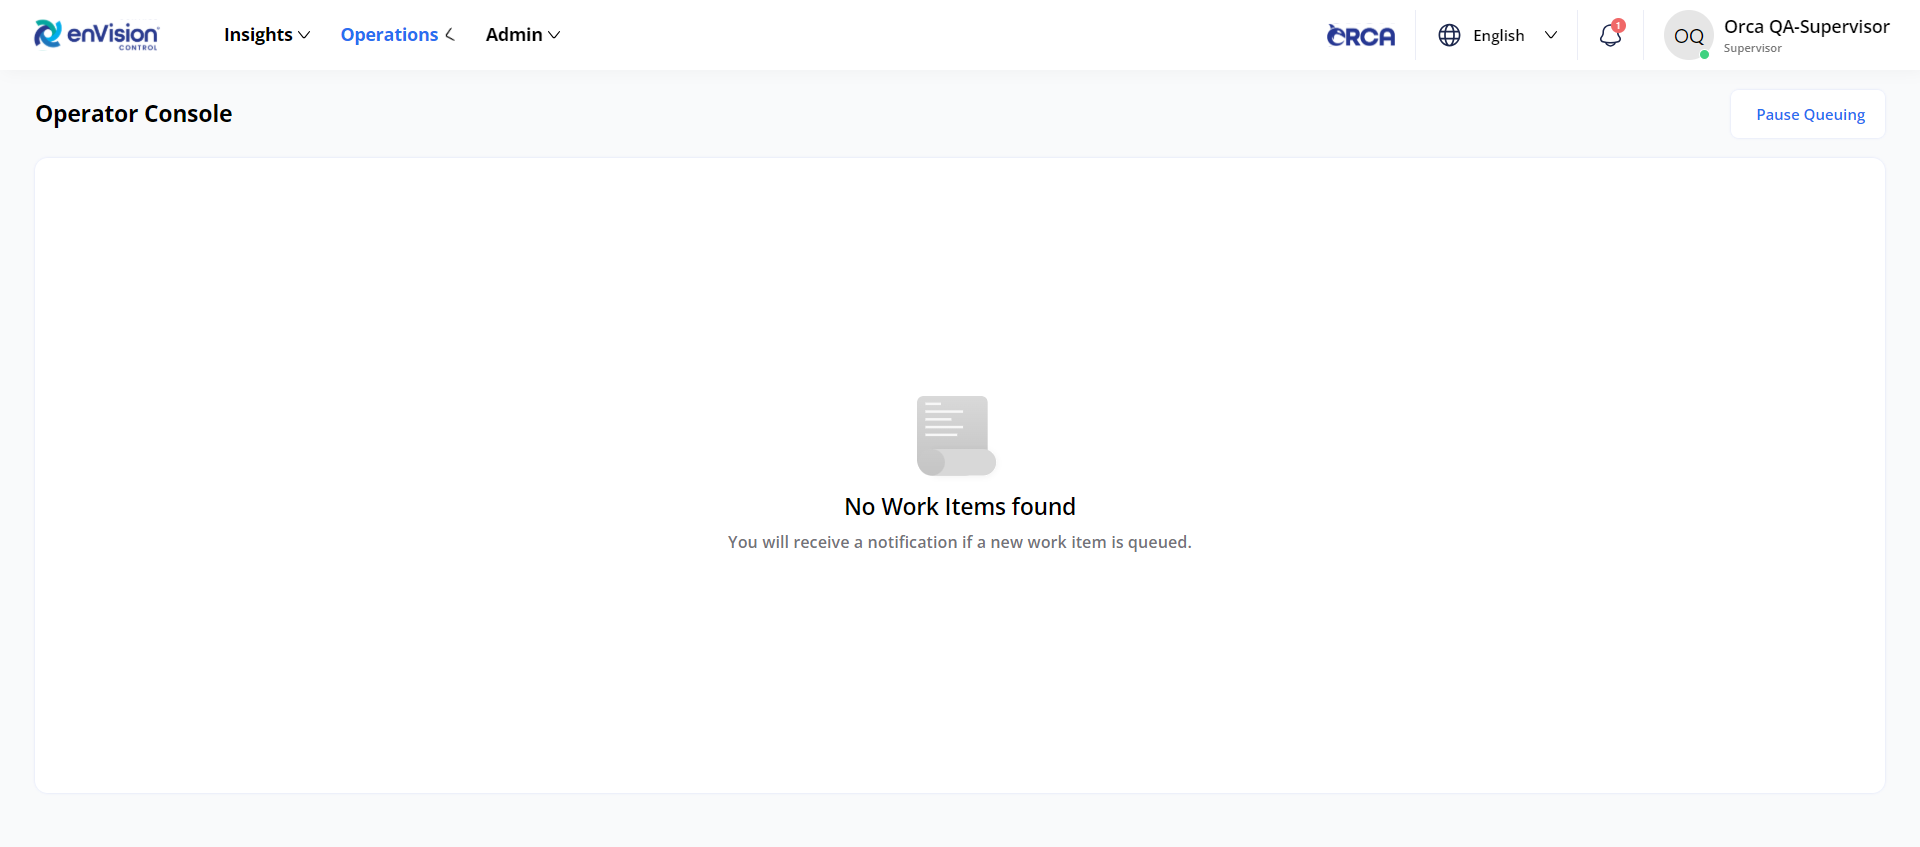 enVision
CONTROL
Insights
Operations
Admin
ORCA
English
1
OQ
Orca QA-Supervisor
Supervisor
Operator Console
Pause Queuing
No Work Items found
You will receive a notification if a new work item is queued.